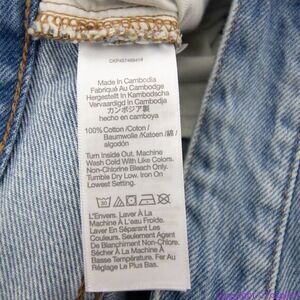 Made In Cambodia
Fabriqué Au Cambodge
Hergestellt In Kambodscha
Vervaardigd In Cambodja
カンボジア製
hecho en camboya
100% Cotton /Coton /
Baumwolle /Katoen / 綿 /
algodón
Turn Inside Out. Machine
Wash Cold With Like Colors.
Non-Chlorine Bleach Only.
Tumble Dry Low. Iron On
Lowest Setting.
30
L'Envers. Laver À La
Machine À L'eau Froide.
Laver En Séparant Les
Couleurs. Seulement Agent
De Blanchiment Non-Chloré.
Sécher À La Machine À
Basse Température. Fer Au
Réglage Le Plus Bas.